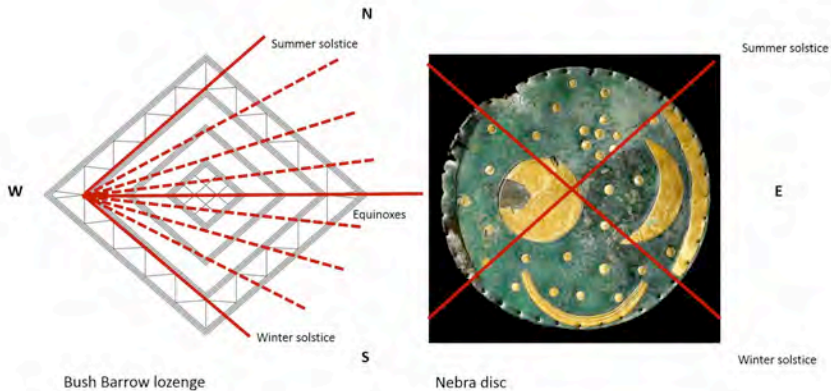 N
Summer solstice
Summer solstice
W
E
Equinoxes
Winter solstice
S
Winter solstice
Bush Barrow lozenge
Nebra disc